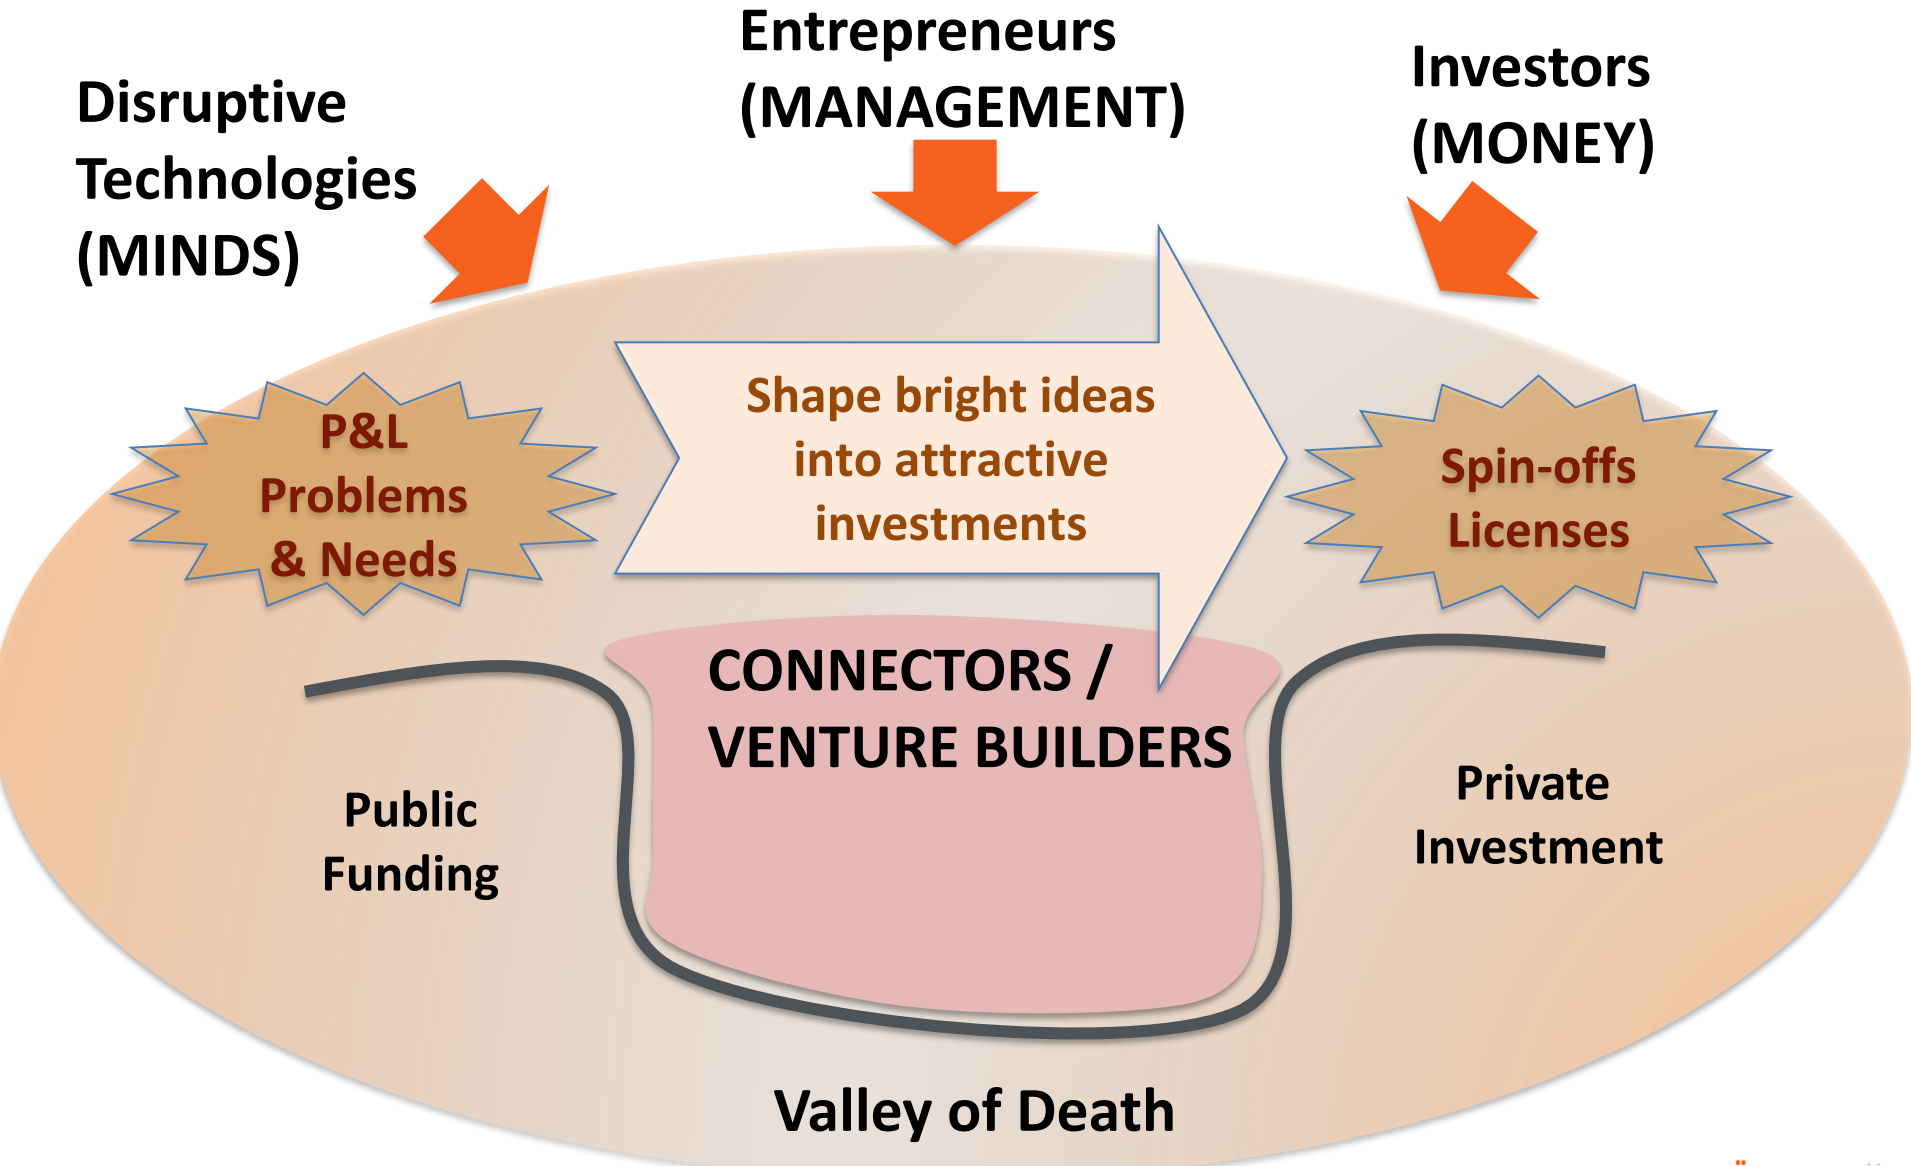 Entrepreneurs
(MANAGEMENT)
Investors
(MONEY)
Disruptive
Technologies
(MINDS)
P&L
Problems
& Needs
Shape bright ideas
into attractive
investments
Spin-offs
Licenses
CONNECTORS /
VENTURE BUILDERS
Public
Funding
Private
Investment
Valley of Death